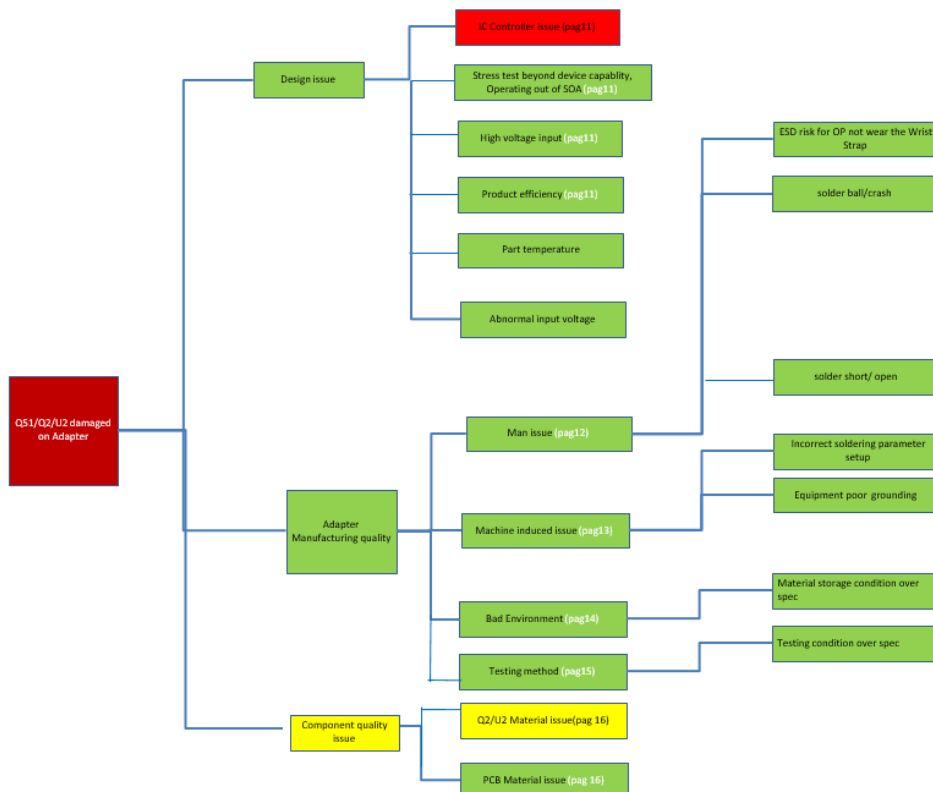 IC Controller issue (pag11)
Design issue
Stress test beyond device capablity,
Operating out of SOA (pag11)
High voltage input (pag11)
Product efficiency (pag11)
Part temperature
Abnormal input voltage
ESD risk for OP not wear the Wrist
Strap
solder ball/crash
solder short/ open
Q51/Q2/U2 damaged
on Adapter
Man issue (pag12)
Incorrect soldering parameter
setup
Equipment poor grounding
Adapter
Manufacturing quality
Machine induced issue (pag13)
Material storage condition over
spec
Bad Environment (pag14)
Testing condition over spec
Testing method (pag15)
Component quality
issue
Q2/U2 Material issue(pag 16)
PCB Material issue (pag 16)